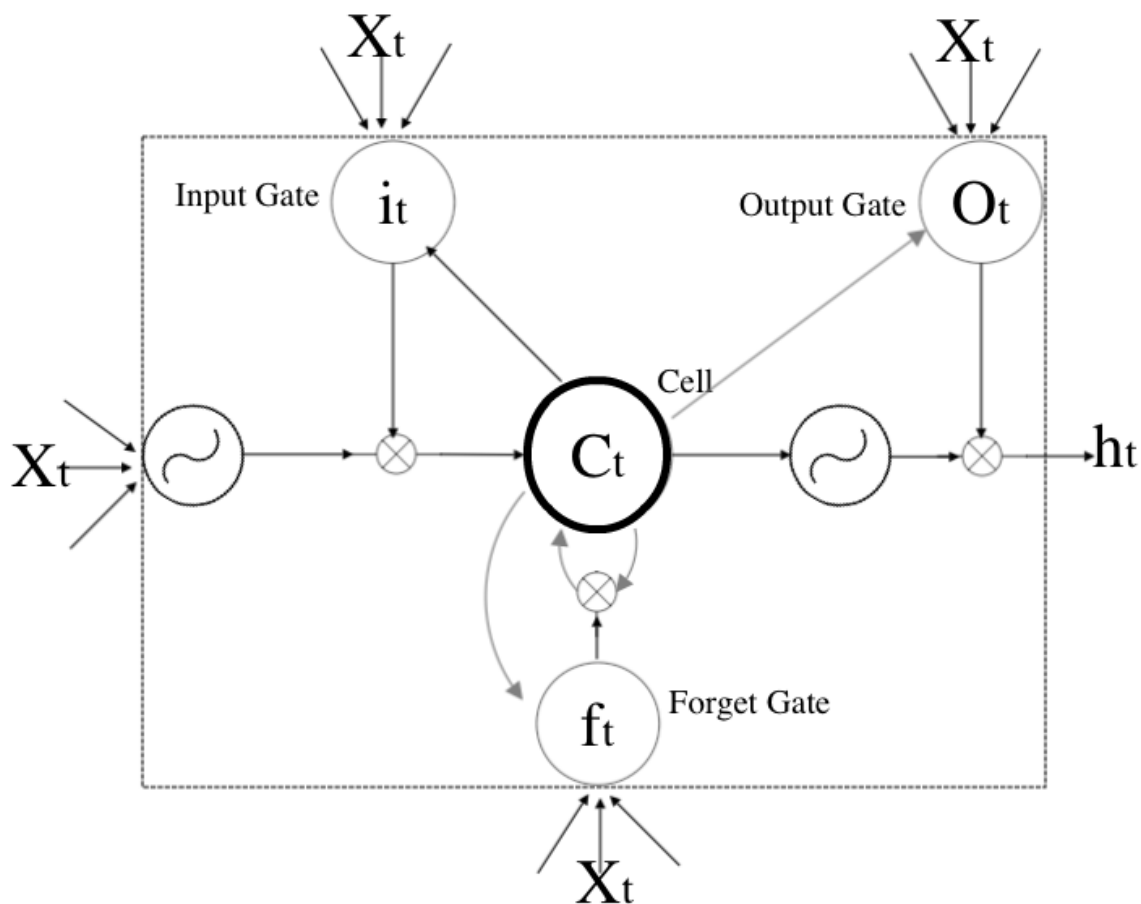 Xt
Xt
Input Gate
it
Output Gate
Ot
Cell
Xt
Ct
ht
Forget Gate
ft
Xt